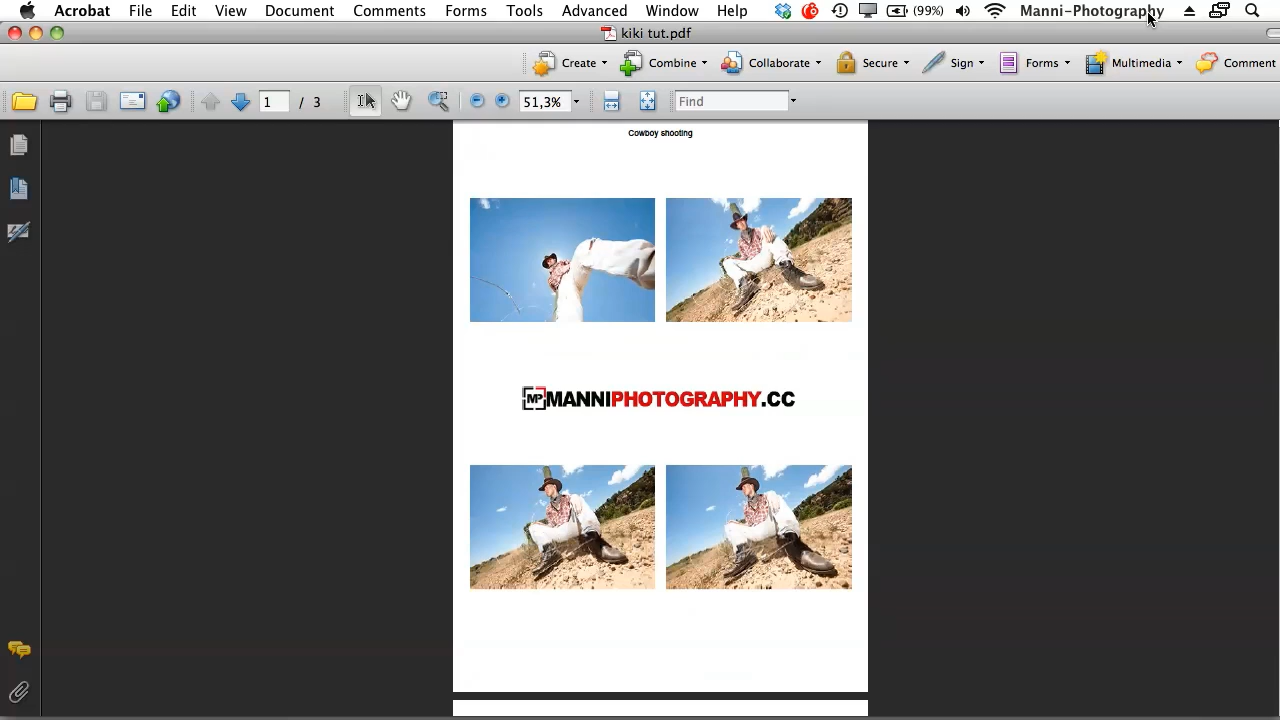 Acrobat File Edit View Document Comments Forms Tools Advanced Window Help (99%) Manni-Photography
kiki tut.pdf
Create Combine Collaborate Secure Sign Forms Multimedia Comment
1 / 3 51,3% Find
Cowboy shooting
MP MANNIPHOTOGRAPHY.CC